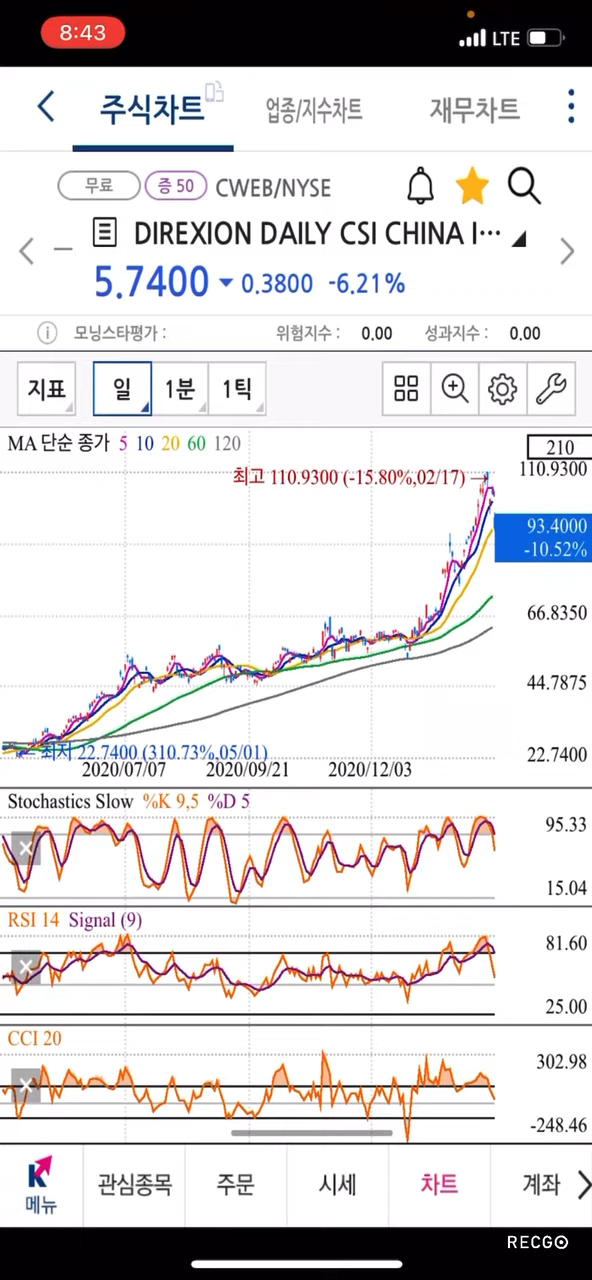 8:43 LTE
주식차트 업종/지수차트 재무차트
무료 증 50 CWEB/NYSE
DIREXION DAILY CSI CHINA I···
5.7400 ▼ 0.3800 -6.21%
모닝스타평가 : 위험지수 : 0.00 성과지수 : 0.00
지표 일 1분 1틱
MA 단순 종가 5 10 20 60 120
210
최고 110.9300 (-15.80%,02/17)
110.9300
93.4000
-10.52%
66.8350
44.7875
최저 22.7400 (310.73%,05/01)
22.7400
2020/07/07 2020/09/21 2020/12/03
Stochastics Slow %K 9,5 %D 5
95.33
15.04
RSI 14 Signal (9)
81.60
25.00
CCI 20
302.98
-248.46
메뉴 관심종목 주문 시세 차트 계좌
RECGO